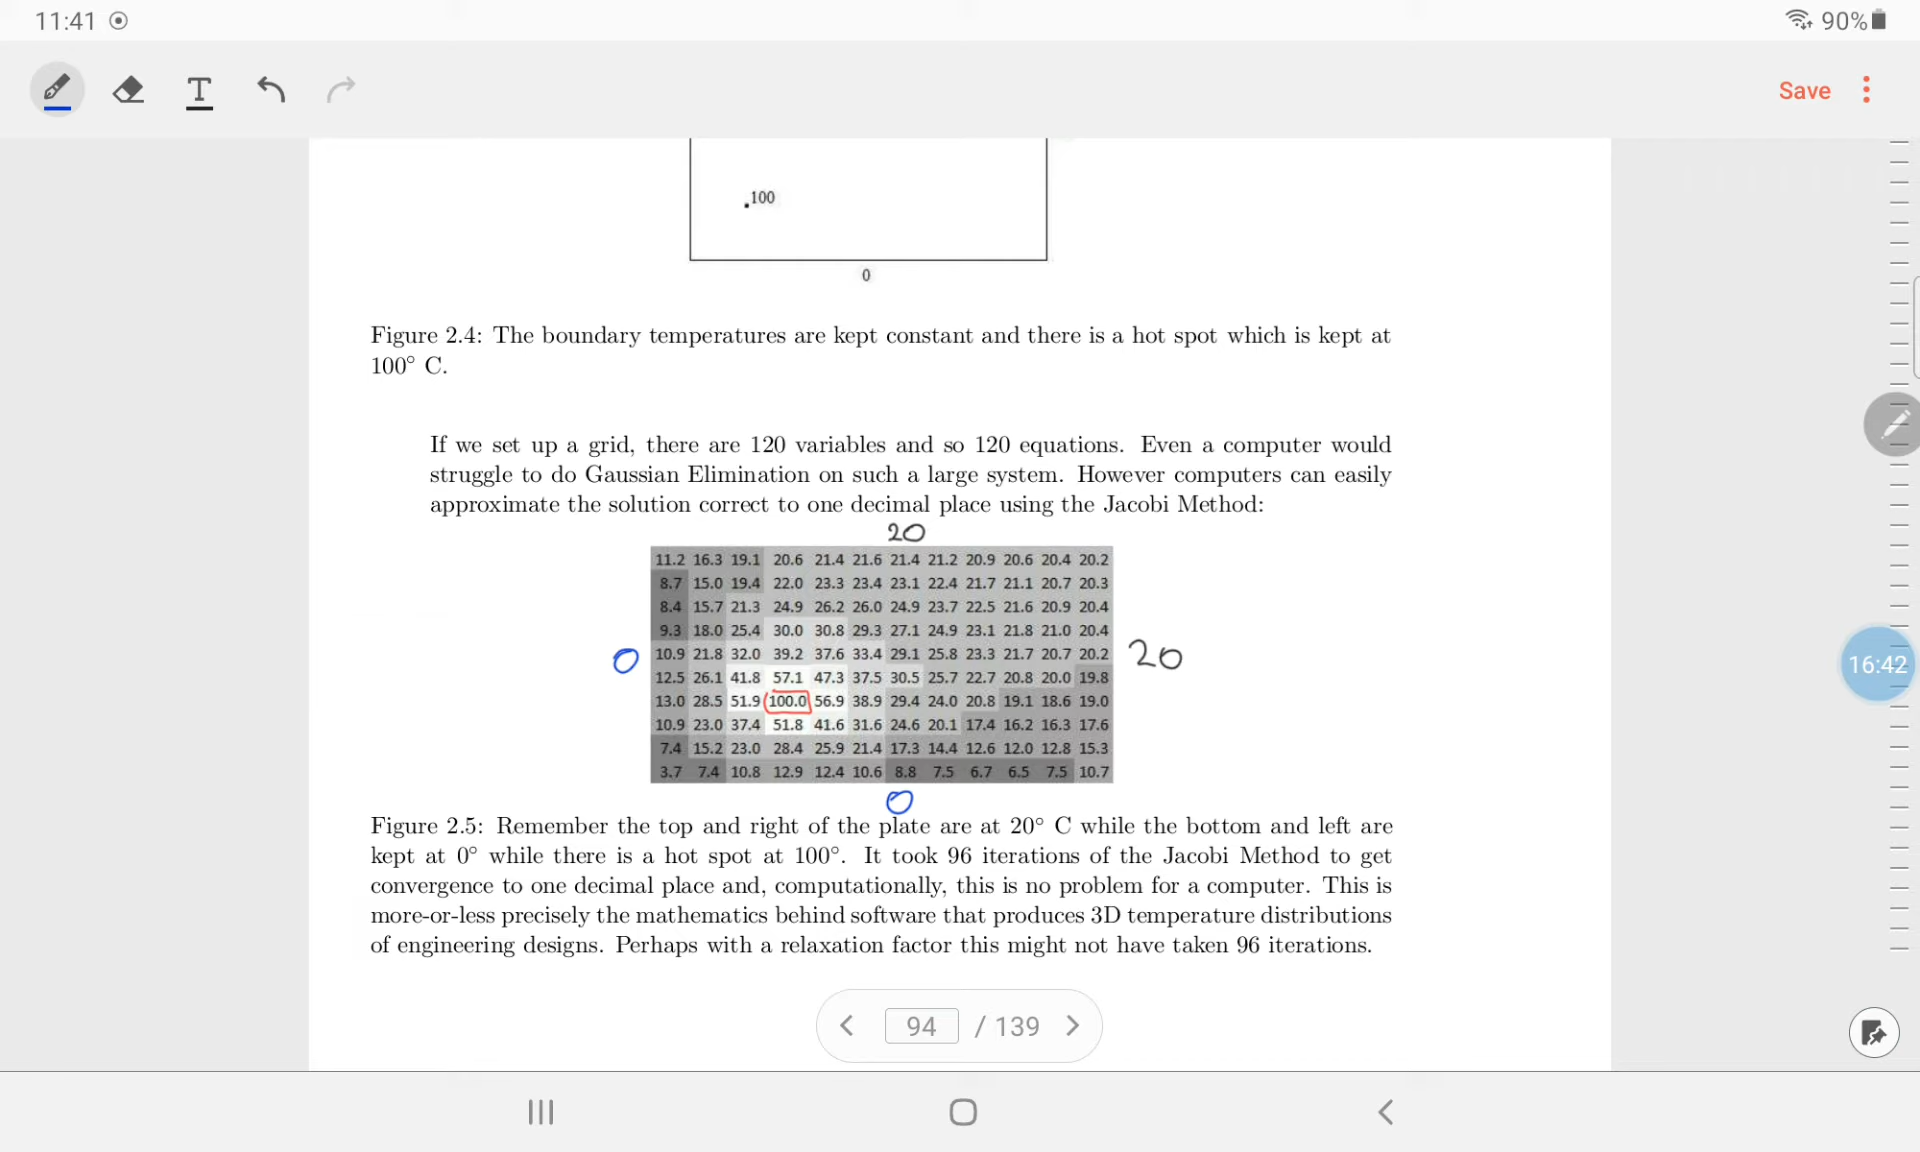 11:41
90%
T
Save
.100
0
Figure 2.4: The boundary temperatures are kept constant and there is a hot spot which is kept at
100° C.
If we set up a grid, there are 120 variables and so 120 equations. Even a computer would
struggle to do Gaussian Elimination on such a large system. However computers can easily
approximate the solution correct to one decimal place using the Jacobi Method:
20
11.2 16.3 19.1 20.6 21.4 21.6 21.4 21.2 20.9 20.6 20.4 20.2
8.7 15.0 19.4 22.0 23.3 23.4 23.1 22.4 21.7 21.1 20.7 20.3
8.4 15.7 21.3 24.9 26.2 26.0 24.9 23.7 22.5 21.6 20.9 20.4
9.3 18.0 25.4 30.0 30.8 29.3 27.1 24.9 23.1 21.8 21.0 20.4
0 10.9 21.8 32.0 39.2 37.6 33.4 29.1 25.8 23.3 21.7 20.7 20.2 20
12.5 26.1 41.8 57.1 47.3 37.5 30.5 25.7 22.7 20.8 20.0 19.8
13.0 28.5 51.9 100.0 56.9 38.9 29.4 24.0 20.8 19.1 18.6 19.0
10.9 23.0 37.4 51.8 41.6 31.6 24.6 20.1 17.4 16.2 16.3 17.6
7.4 15.2 23.0 28.4 25.9 21.4 17.3 14.4 12.6 12.0 12.8 15.3
3.7 7.4 10.8 12.9 12.4 10.6 8.8 7.5 6.7 6.5 7.5 10.7
0
16:42
Figure 2.5: Remember the top and right of the plate are at 20° C while the bottom and left are
kept at 0° while there is a hot spot at 100°. It took 96 iterations of the Jacobi Method to get
convergence to one decimal place and, computationally, this is no problem for a computer. This is
more-or-less precisely the mathematics behind software that produces 3D temperature distributions
of engineering designs. Perhaps with a relaxation factor this might not have taken 96 iterations.
94 / 139